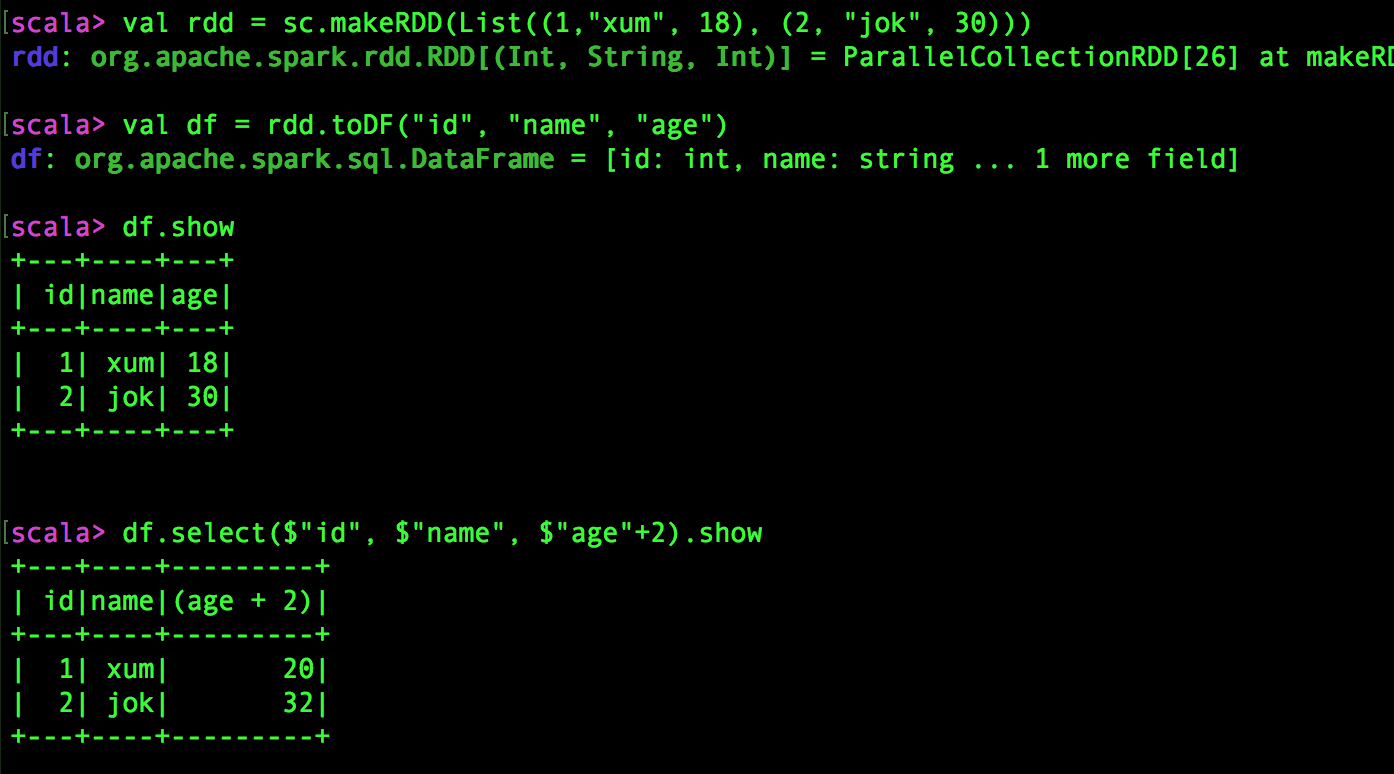 scala> val rdd = sc.makeRDD(List((1,"xum", 18), (2, "jok", 30)))
rdd: org.apache.spark.rdd.RDD[(Int, String, Int)] = ParallelCollectionRDD[26] at makeRD
scala> val df = rdd.toDF("id", "name", "age")
df: org.apache.spark.sql.DataFrame = [id: int, name: string ... 1 more field]
scala> df.show
+---+----+---+
| id|name|age|
+---+----+---+
|  1| xum| 18|
|  2| jok| 30|
+---+----+---+
scala> df.select($"id", $"name", $"age"+2).show
+---+----+---------+
| id|name|(age + 2)|
+---+----+---------+
|  1| xum|       20|
|  2| jok|       32|
+---+----+---------+